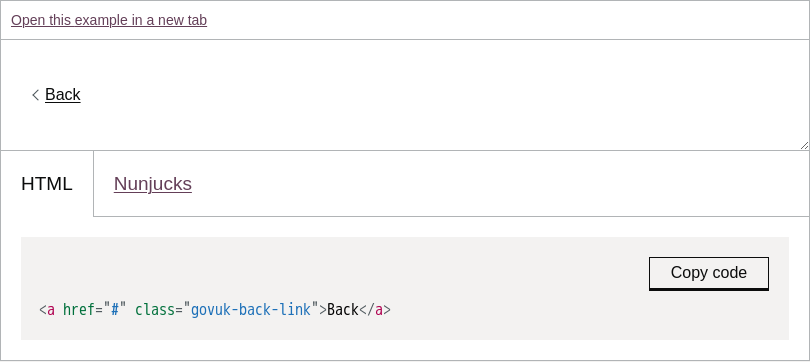 Open this example in a new tab
Back
HTML
Nunjucks
Copy code
<a href="#" class="govuk-back-link">Back</a>